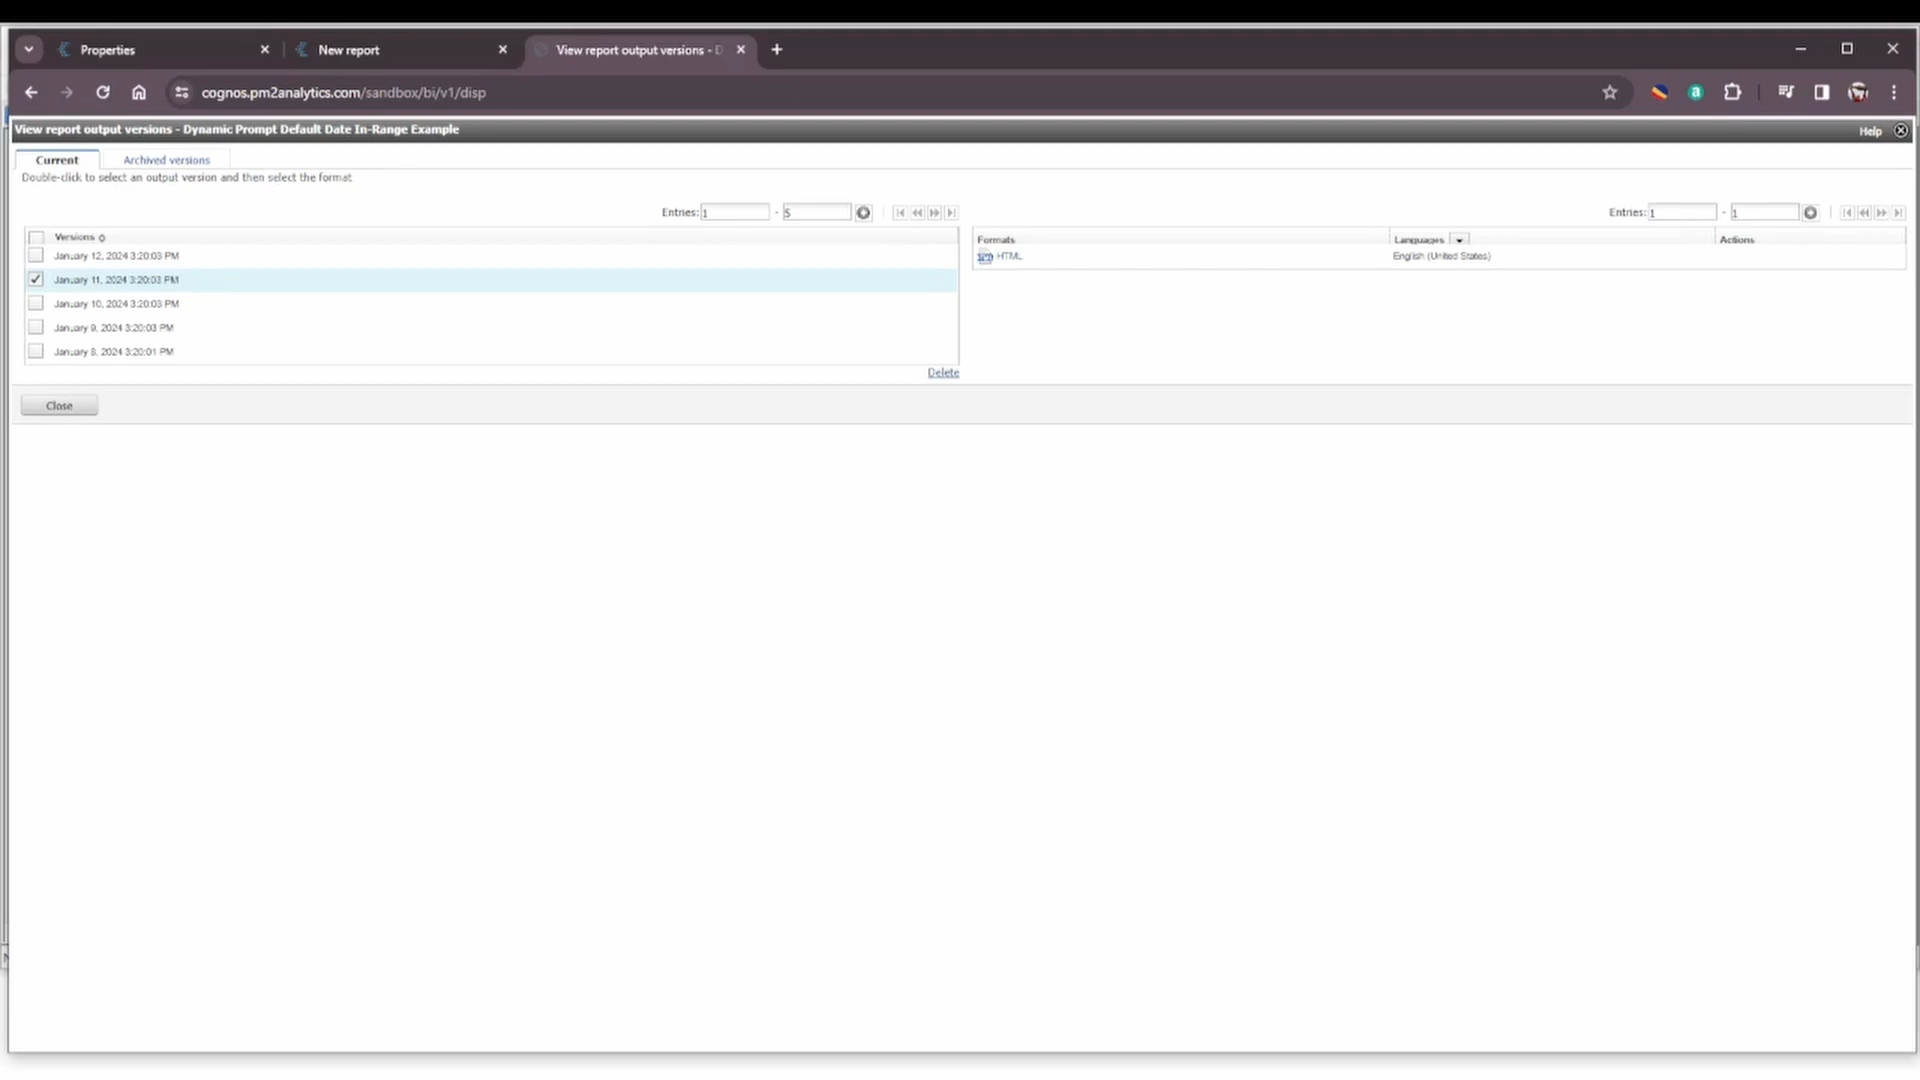 Properties
New report
View report output versions - D
cognos.pm2analytics.com/sandbox/bi/v1/disp
View report output versions - Dynamic Prompt Default Date In-Range Example
Help
Current
Archived versions
Double-click to select an output version and then select the format
Entries: 1 - 5
Entries: 1 - 1
Versions
January 12, 2024 3:20:03 PM
January 11, 2024 3:20:03 PM
January 10, 2024 3:20:03 PM
January 9, 2024 3:20:03 PM
January 8, 2024 3:20:01 PM
Formats Languages Actions
HTML English (United States)
Delete
Close